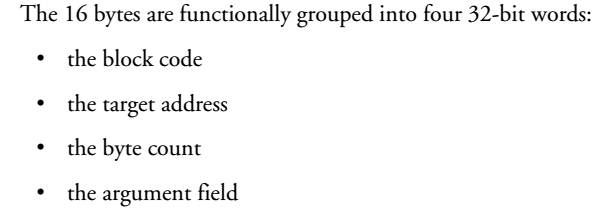 The 16 bytes are functionally grouped into four 32-bit words:
• the block code
• the target address
• the byte count
• the argument field